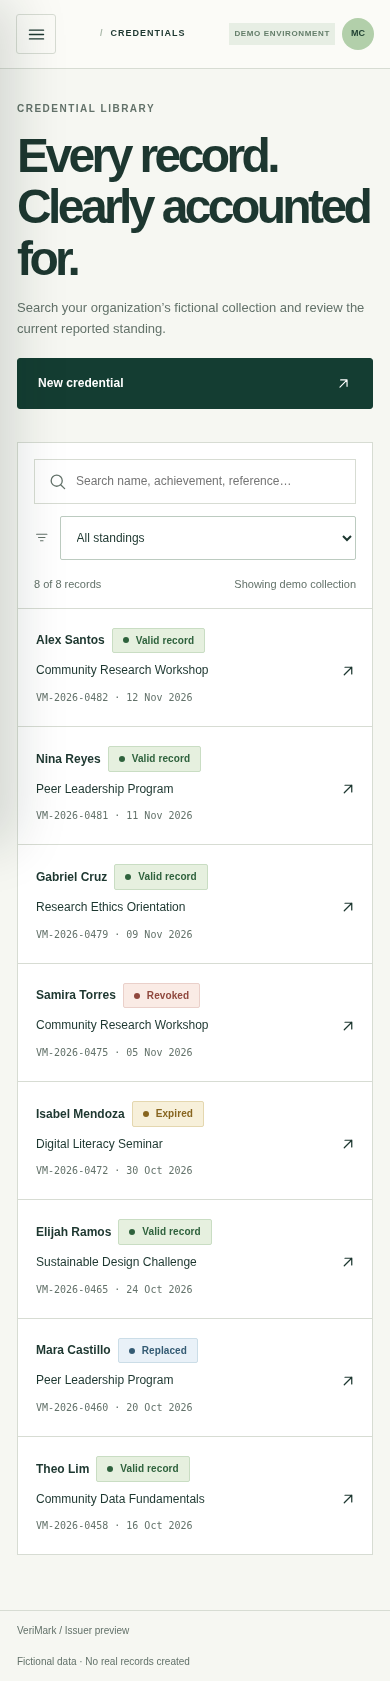 / CREDENTIALS
DEMO ENVIRONMENT
MC
CREDENTIAL LIBRARY
Every record.
Clearly accounted
for.
Search your organization’s fictional collection and review the
current reported standing.
New credential
Search name, achievement, reference…
All standings
8 of 8 records
Showing demo collection
Alex Santos
Valid record
Community Research Workshop
VM-2026-0482 · 12 Nov 2026
Nina Reyes
Valid record
Peer Leadership Program
VM-2026-0481 · 11 Nov 2026
Gabriel Cruz
Valid record
Research Ethics Orientation
VM-2026-0479 · 09 Nov 2026
Samira Torres
Revoked
Community Research Workshop
VM-2026-0475 · 05 Nov 2026
Isabel Mendoza
Expired
Digital Literacy Seminar
VM-2026-0472 · 30 Oct 2026
Elijah Ramos
Valid record
Sustainable Design Challenge
VM-2026-0465 · 24 Oct 2026
Mara Castillo
Replaced
Peer Leadership Program
VM-2026-0460 · 20 Oct 2026
Theo Lim
Valid record
Community Data Fundamentals
VM-2026-0458 · 16 Oct 2026
VeriMark / Issuer preview
Fictional data · No real records created